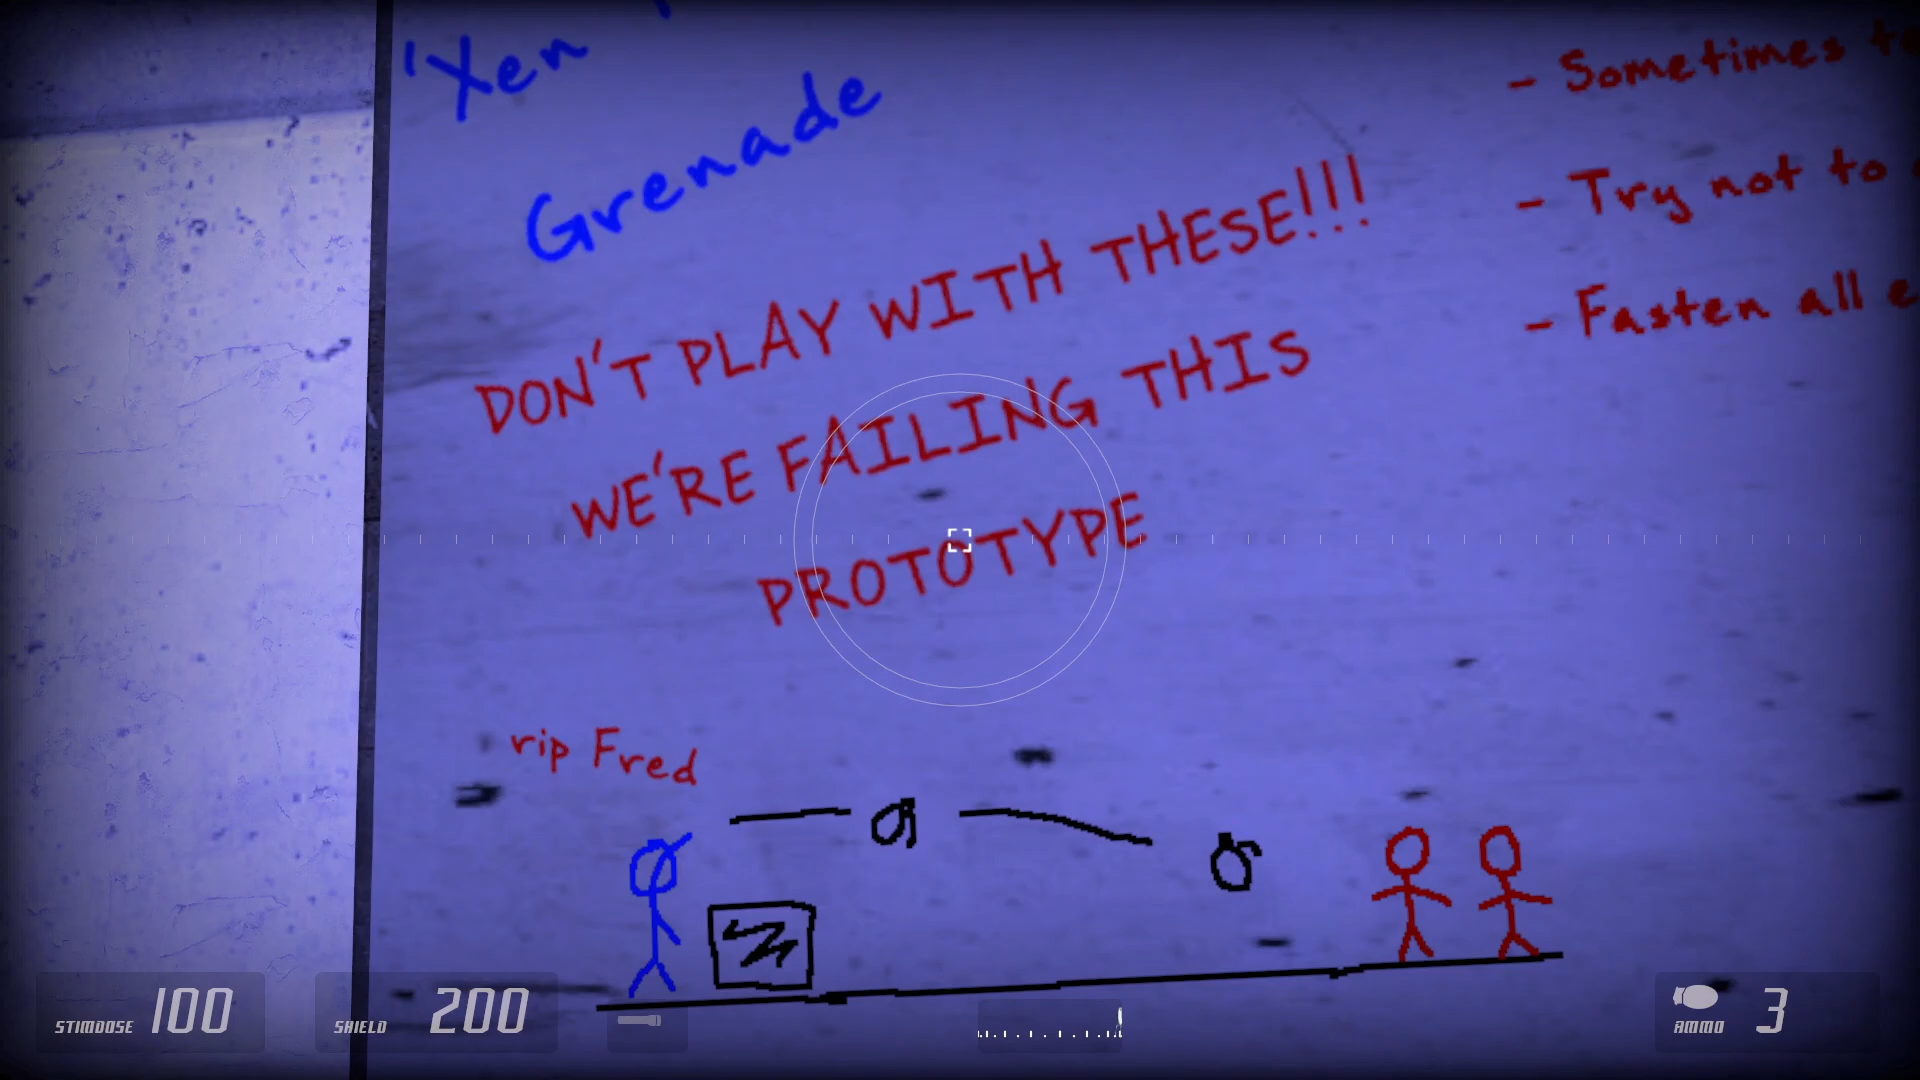 'Xen'
Grenade
DON'T PLAY WITH THESE!!!
WE'RE FAILING THIS
PROTOTYPE
- Sometimes
- Try not to
- Fasten all
rip Fred
STIMDOSE 100
SHIELD 200
AMMO 3